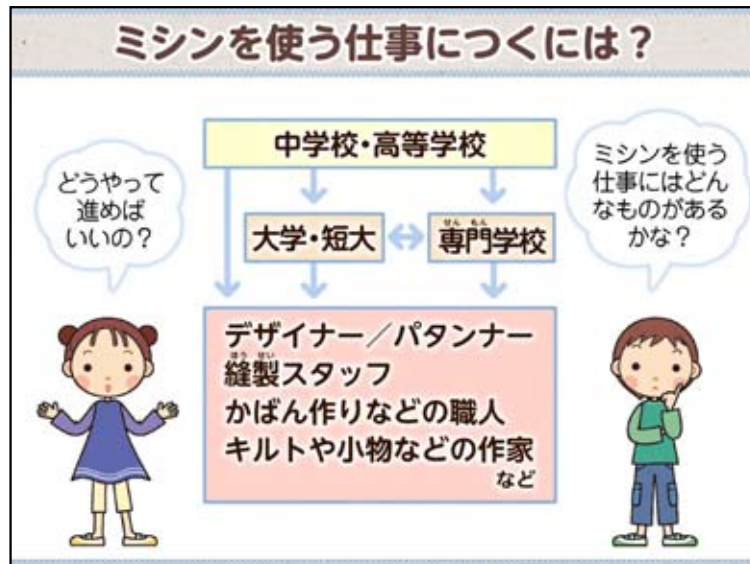 ミシンを使う仕事につくには？
中学校・高等学校
どうやって
進めば
いいの？
ミシンを使う
仕事にはどん
なものがある
かな？
大学・短大
せん もん
専門学校
デザイナー／パタンナー
ほう せい
縫製スタッフ
かばん作りなどの職人
キルトや小物などの作家
など